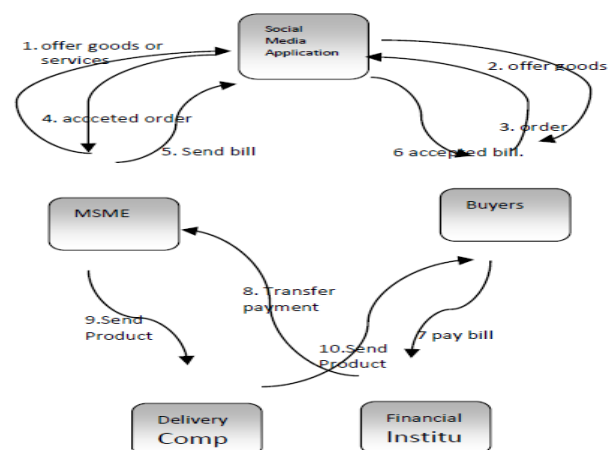 Social
Media
Application
1. offer goods or
services
2. offer goods
4. accceted order
3. order
5. Send bill
6 accepted bill.
MSME
Buyers
8. Transfer
payment
9.Send
Product
10.Send
Product
7 pay bill
Delivery
Comp
Financial
Institu